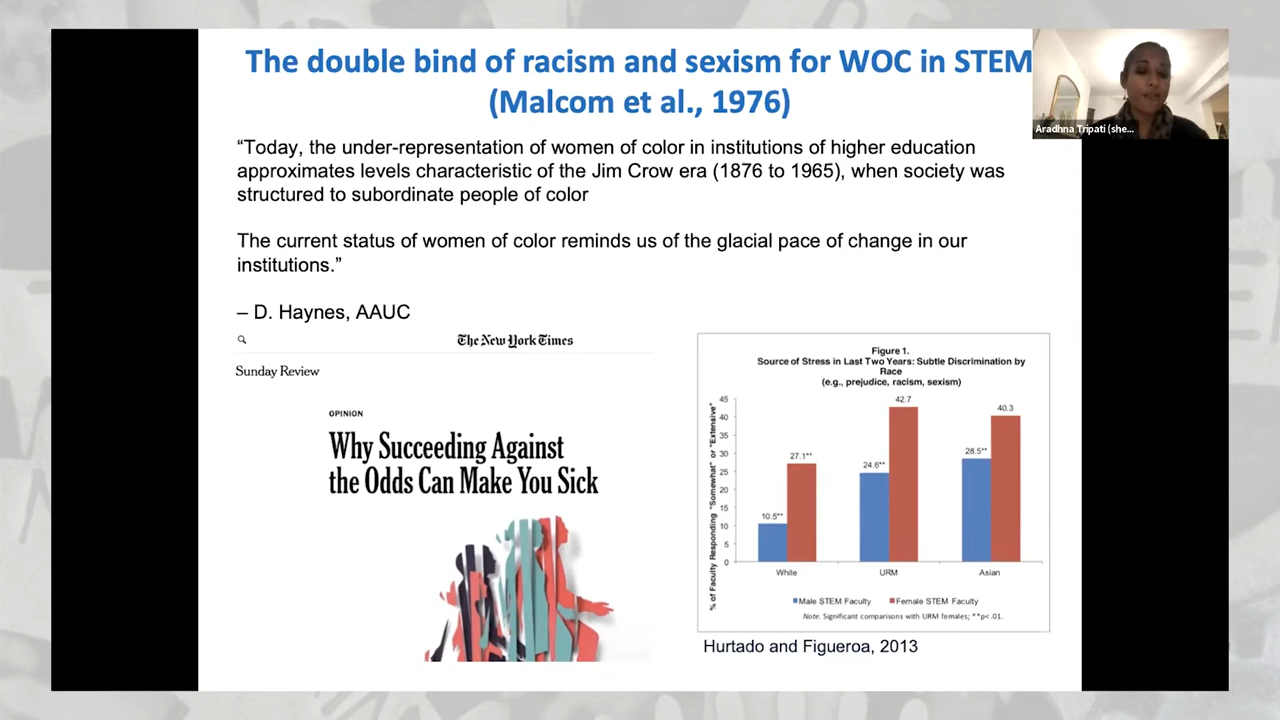 The double bind of racism and sexism for WOC in STEM
(Malcom et al., 1976)
Aradhna Tripati (she...
“Today, the under-representation of women of color in institutions of higher education
approximates levels characteristic of the Jim Crow era (1876 to 1965), when society was
structured to subordinate people of color
The current status of women of color reminds us of the glacial pace of change in our
institutions.”
– D. Haynes, AAUC
The New York Times
Sunday Review
OPINION
Why Succeeding Against
the Odds Can Make You Sick
Figure 1.
Source of Stress in Last Two Years: Subtle Discrimination by
Race
(e.g., prejudice, racism, sexism)
% of Faculty Responding "Somewhat" or "Extensive"
45
40
35
30
25
20
15
10
5
0
10.5**
27.1**
24.6**
42.7
28.5**
40.3
White
URM
Asian
Male STEM Faculty
Female STEM Faculty
Note. Significant comparisons with URM females; **p<.01.
Hurtado and Figueroa, 2013